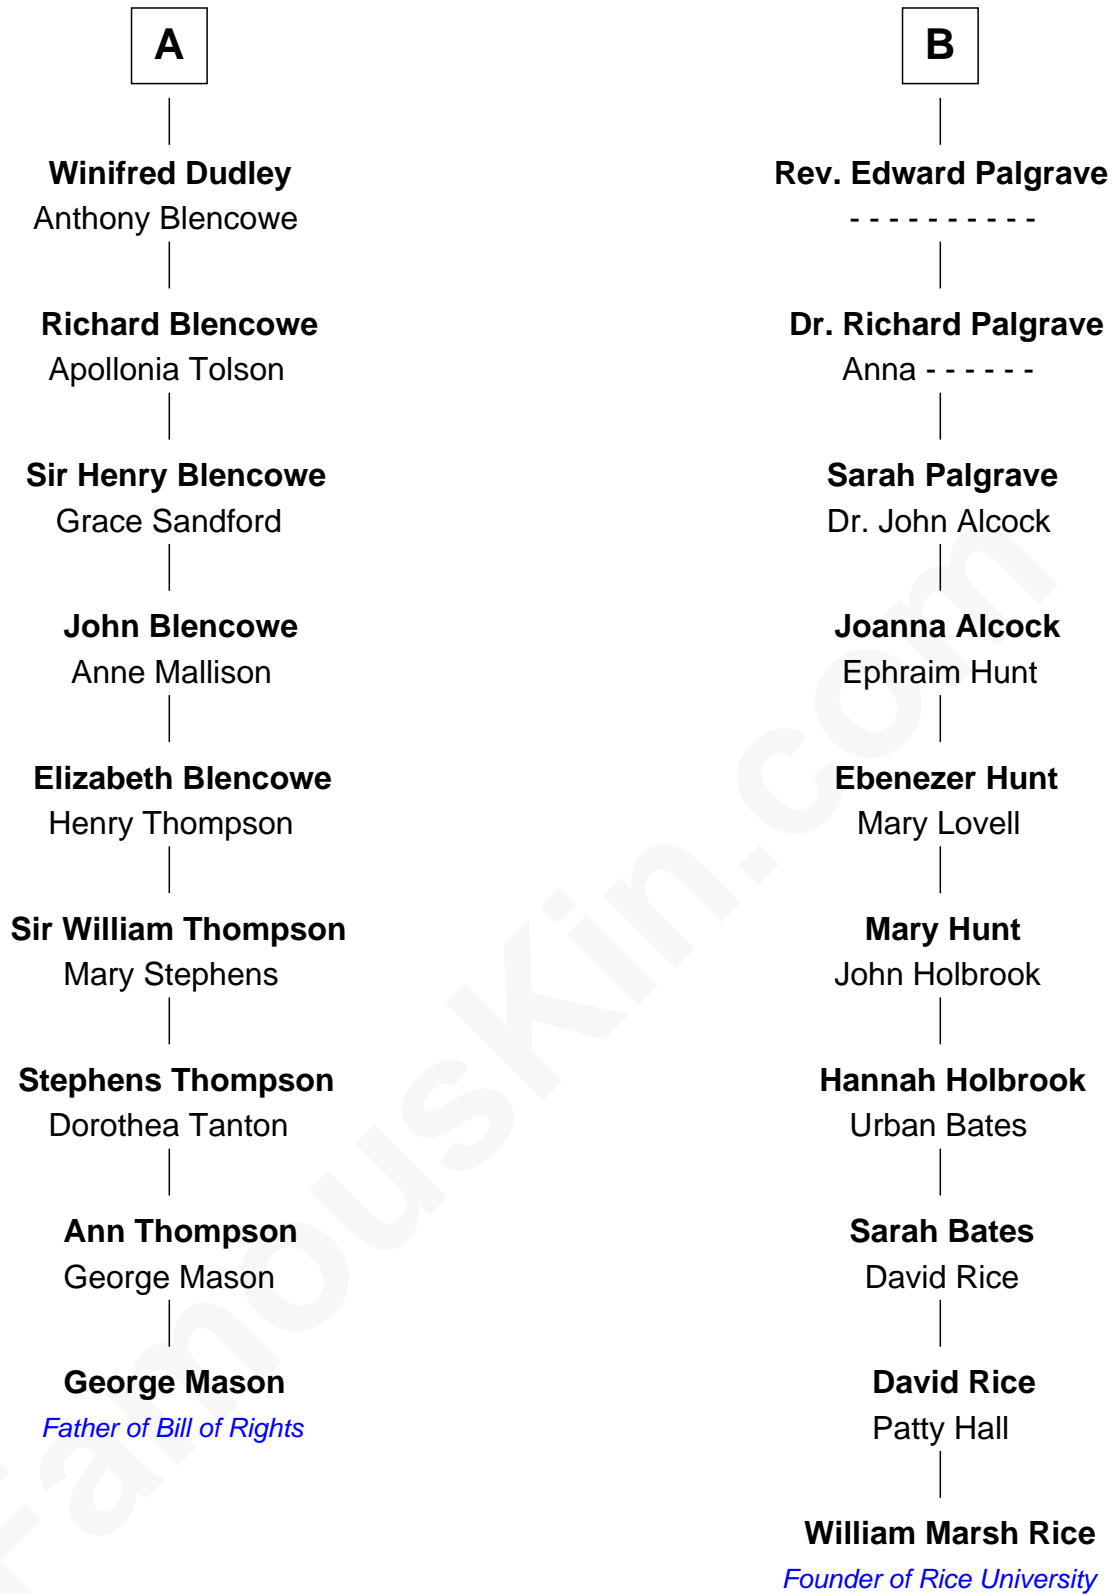 A
Winifred Dudley
Anthony Blencowe
Richard Blencowe
Apollonia Tolson
Sir Henry Blencowe
Grace Sandford
John Blencowe
Anne Mallison
Elizabeth Blencowe
Henry Thompson
Sir William Thompson
Mary Stephens
Stephens Thompson
Dorothea Tanton
Ann Thompson
George Mason
George Mason
Father of Bill of Rights
B
Rev. Edward Palgrave
- - - - - - - - - -
Dr. Richard Palgrave
Anna - - - - - -
Sarah Palgrave
Dr. John Alcock
Joanna Alcock
Ephraim Hunt
Ebenezer Hunt
Mary Lovell
Mary Hunt
John Holbrook
Hannah Holbrook
Urban Bates
Sarah Bates
David Rice
David Rice
Patty Hall
William Marsh Rice
Founder of Rice University
FamousKin.com